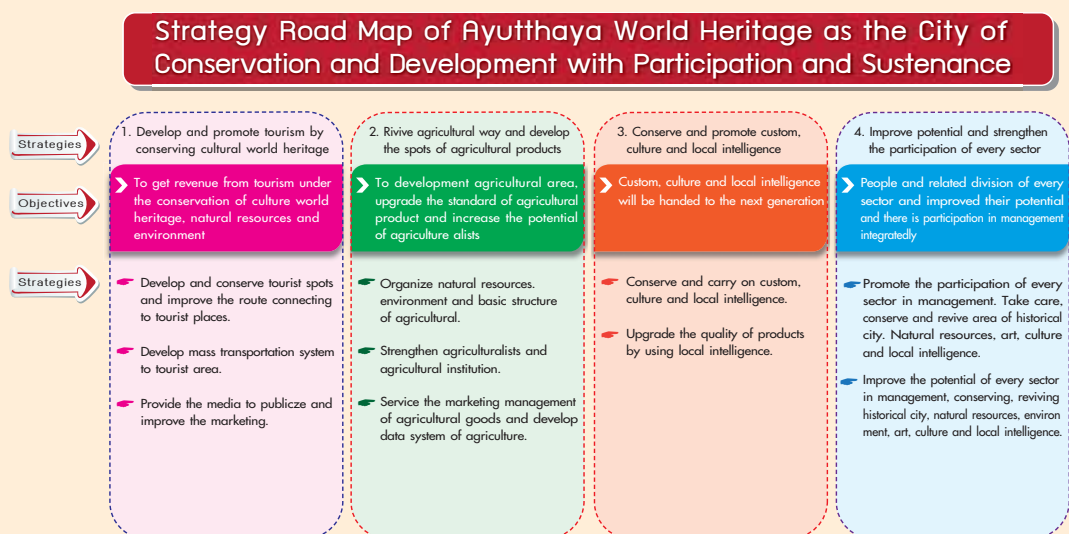 Strategy Road Map of Ayutthaya World Heritage as the City of
Conservation and Development with Participation and Sustenance
Strategies
1. Develop and promote tourism by
conserving cultural world heritage
2. Rivive agricultural way and develop
the spots of agricultural products
3. Conserve and promote custom,
culture and local intelligence
4. Improve potential and strengthen
the participation of every sector
Objectives
To get revenue from tourism under
the conservation of culture world
heritage, natural resources and
environment
To development agricultural area,
upgrade the standard of agricultural
product and increase the potential
of agriculture alists
Custom, culture and local intelligence
will be handed to the next generation
People and related division of every
sector and improved their potential
and there is participation in management
integratedly
Strategies
Develop and conserve tourist spots
and improve the route connecting
to tourist places.
Develop mass transportation system
to tourist area.
Provide the media to publicze and
improve the marketing.
Organize natural resources.
environment and basic structure
of agricultural.
Strengthen agriculturalists and
agricultural institution.
Service the marketing management
of agricultural goods and develop
data system of agriculture.
Conserve and carry on custom,
culture and local intelligence.
Upgrade the quality of products
by using local intelligence.
Promote the participation of every
sector in management. Take care,
conserve and revive area of historical
city. Natural resources, art, culture
and local intelligence.
Improve the potential of every sector
in management, conserving, reviving
historical city, natural resources, environ
ment, art, culture and local intelligence.